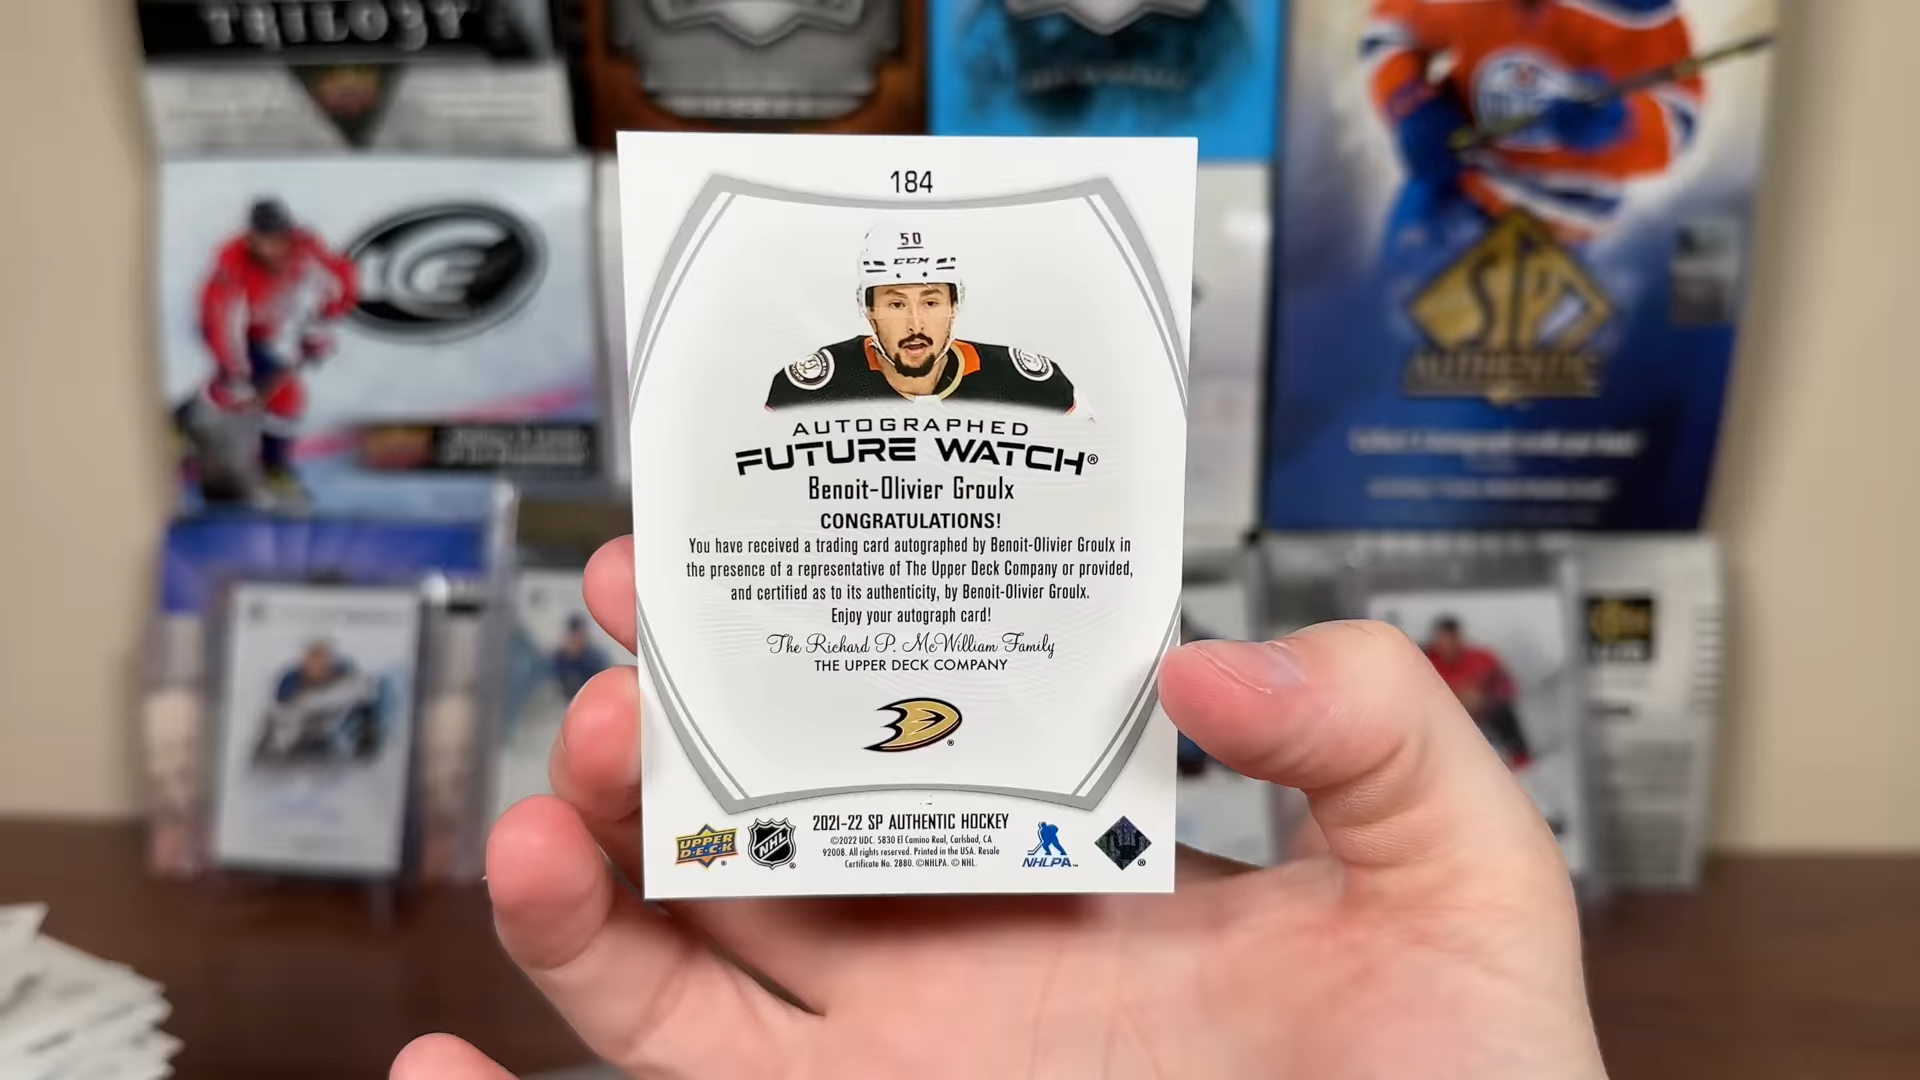 TRILOGY
184
50
CCM
AUTOGRAPHED
FUTURE WATCH®
Benoit-Olivier Groulx
CONGRATULATIONS!
You have received a trading card autographed by Benoit-Olivier Groulx in
the presence of a representative of The Upper Deck Company or provided,
and certified as to its authenticity, by Benoit-Olivier Groulx.
Enjoy your autograph card!
The Richard P. McWilliam Family
THE UPPER DECK COMPANY
2021-22 SP AUTHENTIC HOCKEY
©2022 UDC. 5830 El Camino Real, Carlsbad, CA
92008. All rights reserved. Printed in the USA. Resale
Certificate No. 2880. ©NHLPA. © NHL.
UPPER
D·E·C·K
NHL
NHLPA
ICE
SP
AUTHENTIC